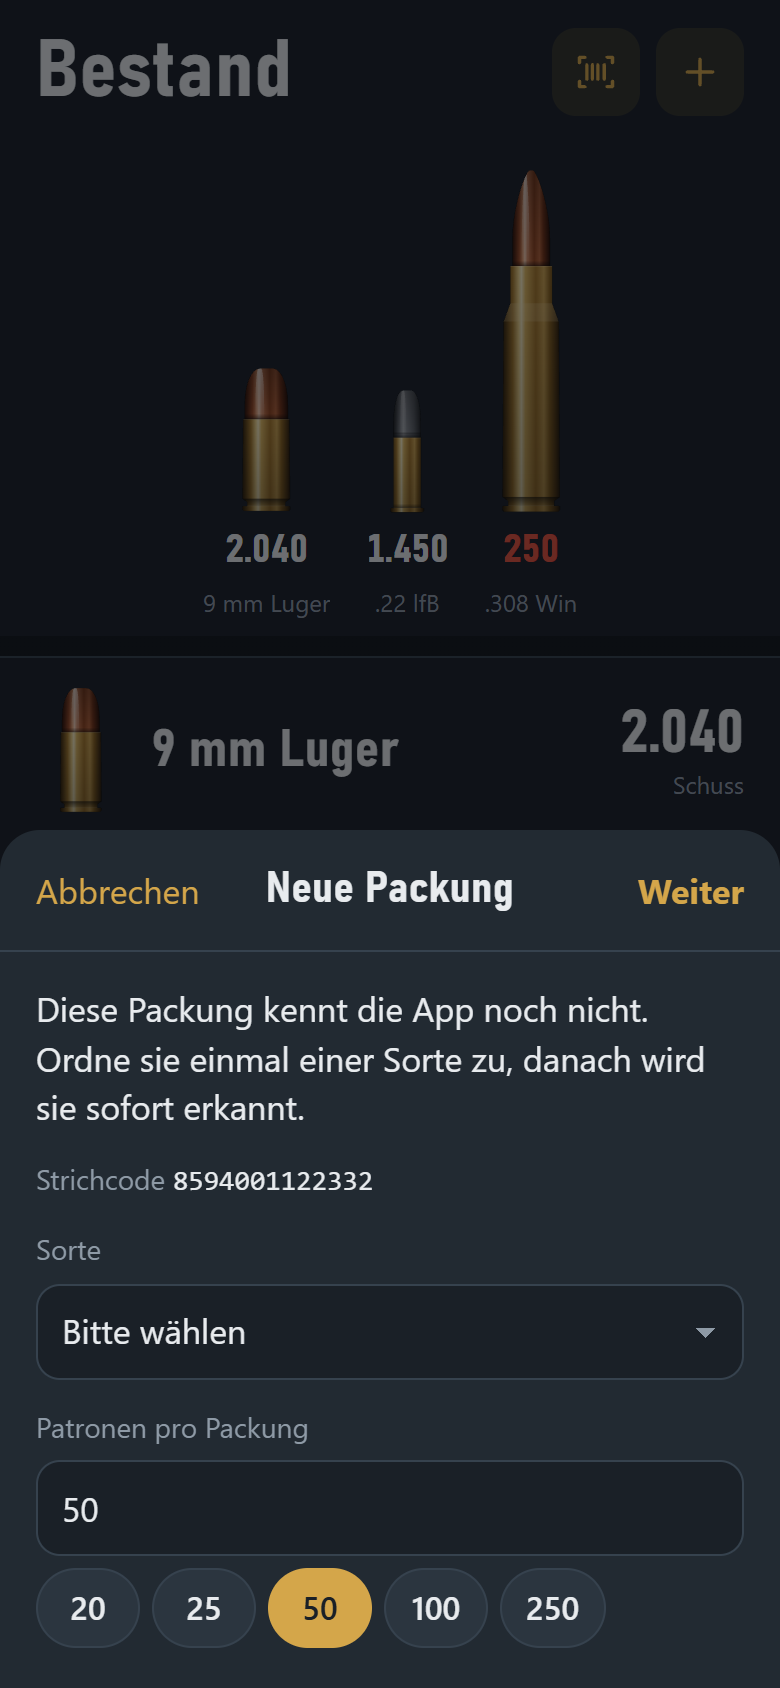 Bestand
2.040
1.450
250
9 mm Luger
.22 lfB
.308 Win
9 mm Luger
2.040
Schuss
Abbrechen
Neue Packung
Weiter
Diese Packung kennt die App noch nicht.
Ordne sie einmal einer Sorte zu, danach wird
sie sofort erkannt.
Strichcode 8594001122332
Sorte
Bitte wählen
Patronen pro Packung
50
20
25
50
100
250